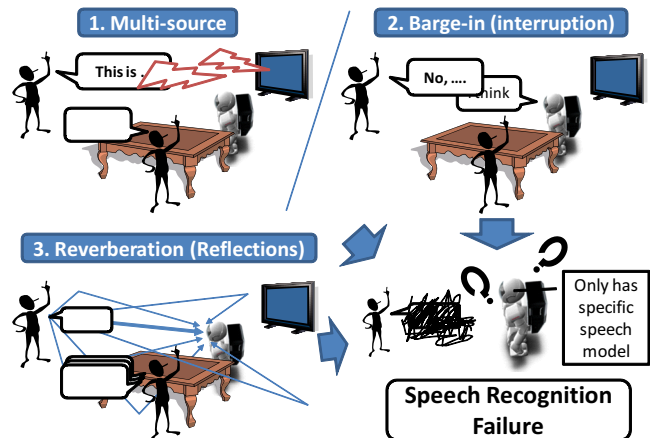 1. Multi-source
This is .
2. Barge-in (interruption)
No, ....
think
3. Reverberation (Reflections)
? ?
Only has
specific
speech
model
Speech Recognition
Failure